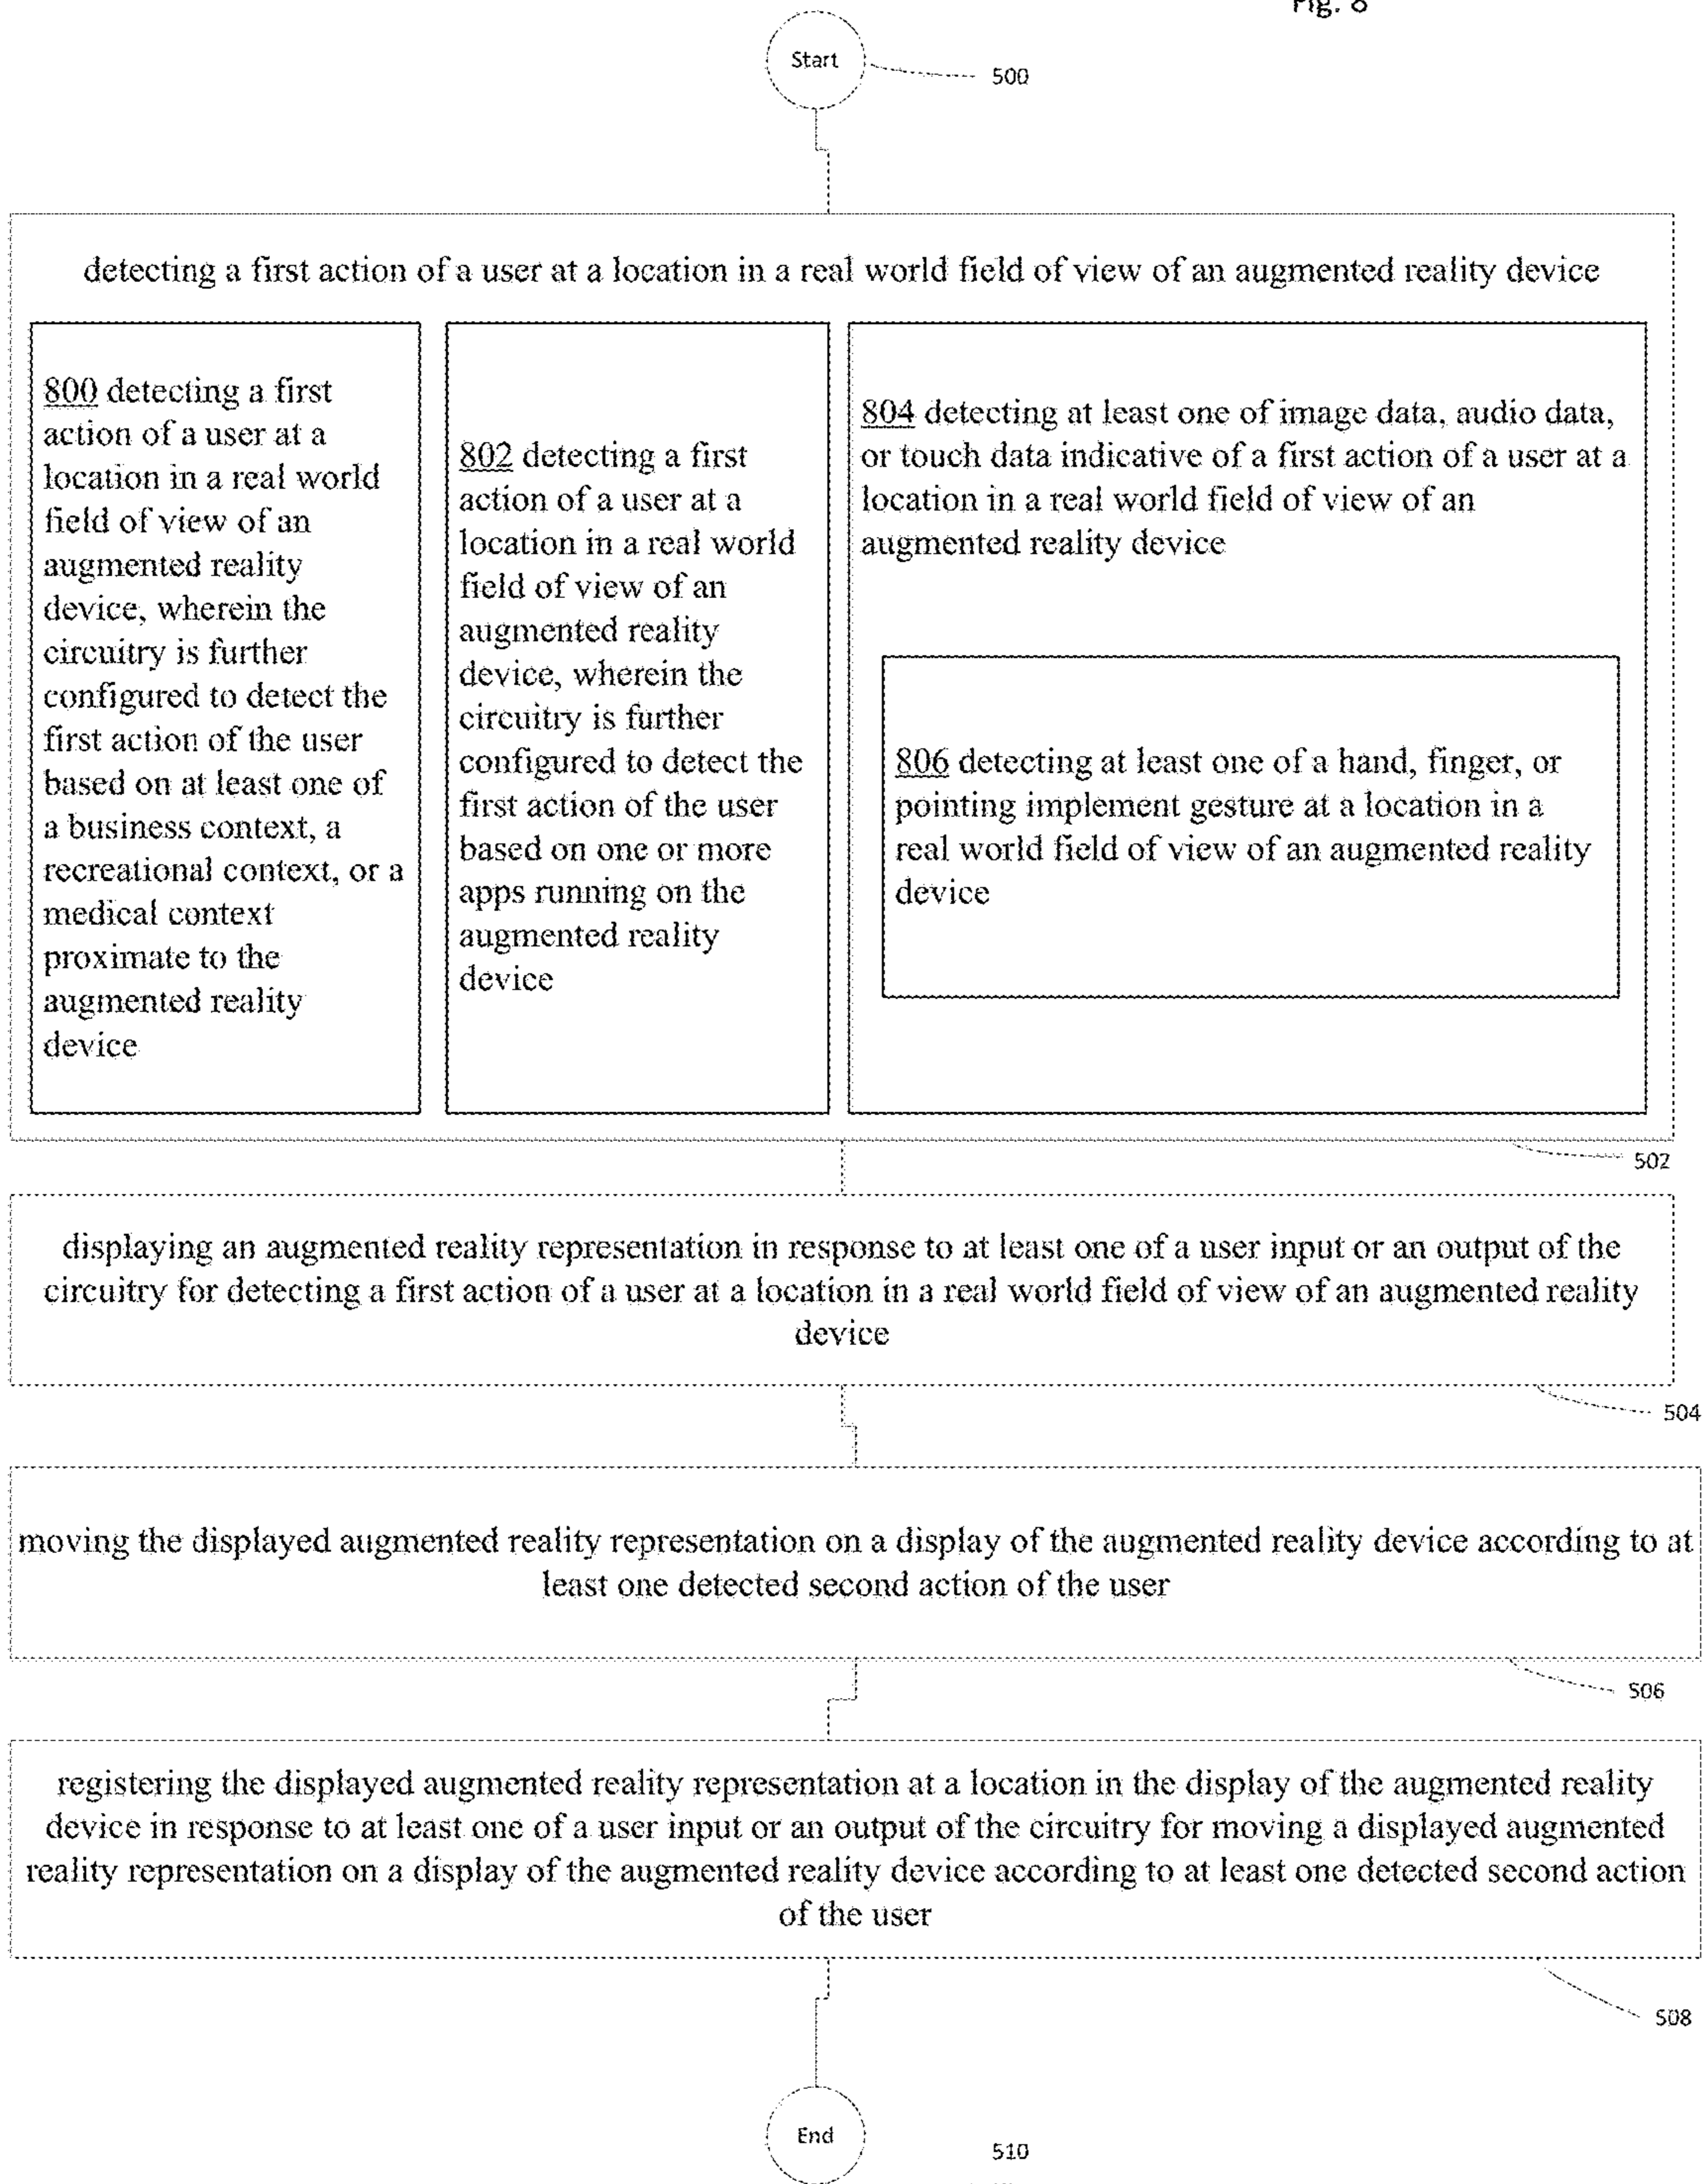 Fig. 8
Start
500
detecting a first action of a user at a location in a real world field of view of an augmented reality device
800 detecting a first
action of a user at a
location in a real world
field of view of an
augmented reality
device, wherein the
circuitry is further
configured to detect the
first action of the user
based on at least one of
a business context, a
recreational context, or a
medical context
proximate to the
augmented reality
device
802 detecting a first
action of a user at a
location in a real world
field of view of an
augmented reality
device, wherein the
circuitry is further
configured to detect the
first action of the user
based on one or more
apps running on the
augmented reality
device
804 detecting at least one of image data, audio data,
or touch data indicative of a first action of a user at a
location in a real world field of view of an
augmented reality device
806 detecting at least one of a hand, finger, or
pointing implement gesture at a location in a
real world field of view of an augmented reality
device
502
displaying an augmented reality representation in response to at least one of a user input or an output of the
circuitry for detecting a first action of a user at a location in a real world field of view of an augmented reality
device
504
moving the displayed augmented reality representation on a display of the augmented reality device according to at
least one detected second action of the user
506
registering the displayed augmented reality representation at a location in the display of the augmented reality
device in response to at least one of a user input or an output of the circuitry for moving a displayed augmented
reality representation on a display of the augmented reality device according to at least one detected second action
of the user
508
End
510